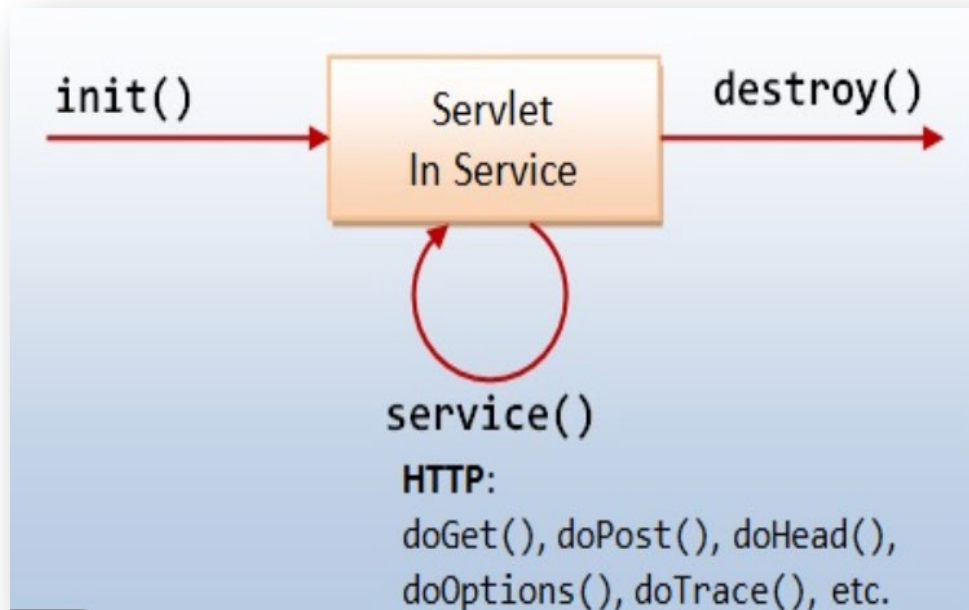 init()
Servlet
In Service
destroy()
service()
HTTP:
doGet(), doPost(), doHead(),
doOptions(), doTrace(), etc.